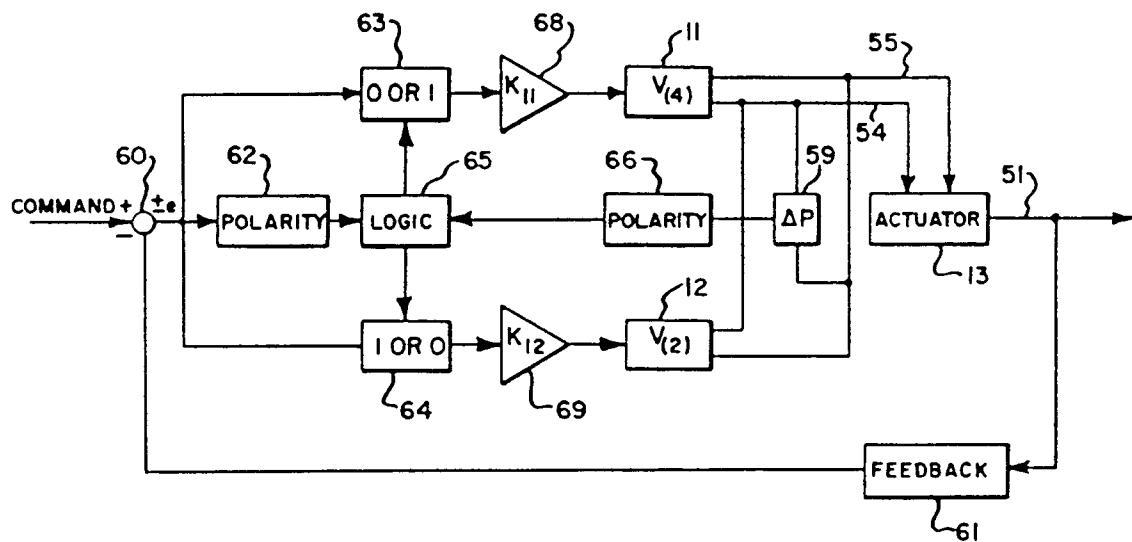 63
68
11
55
0 OR 1
K11
V(4)
54
60
62
65
66
59
51
COMMAND + ±e
−
POLARITY
LOGIC
POLARITY
ΔP
ACTUATOR
13
12
1 OR 0
K12
V(2)
64
69
FEEDBACK
61